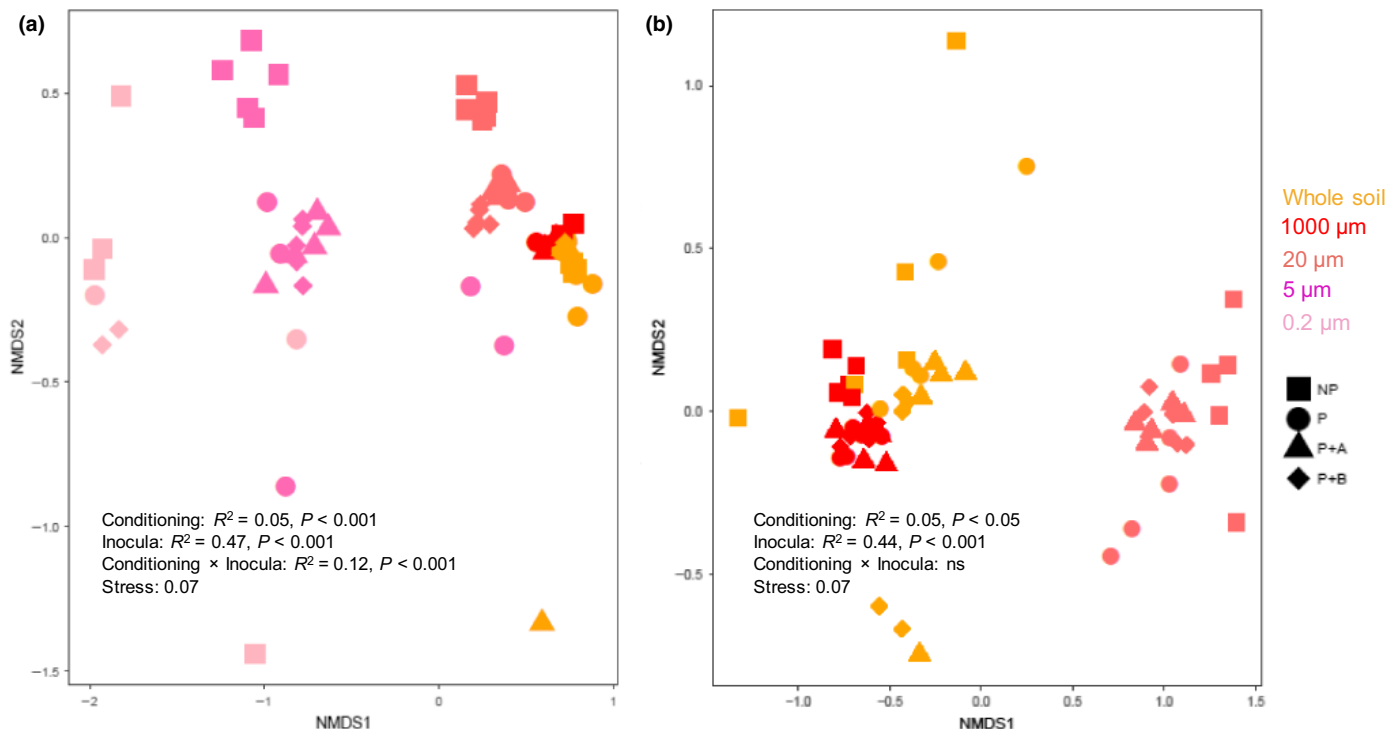 (a)
0.5
0.0
−0.5
−1.0
−1.5
NMDS2
−2
−1
0
1
NMDS1
Conditioning: R² = 0.05, P < 0.001
Inocula: R² = 0.47, P < 0.001
Conditioning × Inocula: R² = 0.12, P < 0.001
Stress: 0.07
(b)
1.0
0.5
0.0
−0.5
NMDS2
−1.0
−0.5
0.0
0.5
1.0
1.5
NMDS1
Conditioning: R² = 0.05, P < 0.05
Inocula: R² = 0.44, P < 0.001
Conditioning × Inocula: ns
Stress: 0.07
Whole soil
1000 µm
20 µm
5 µm
0.2 µm
NP
P
P+A
P+B